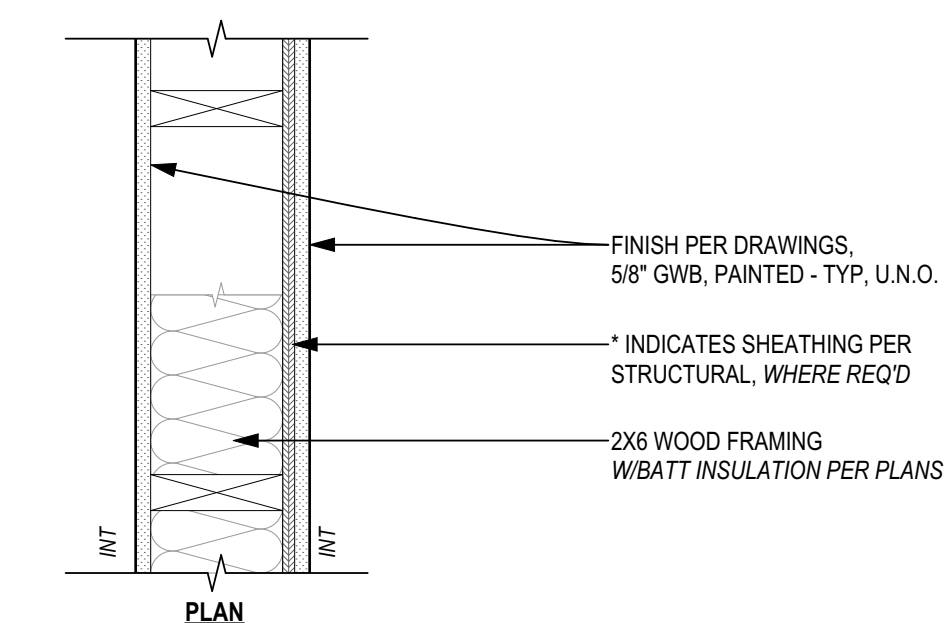 FINISH PER DRAWINGS,
5/8" GWB, PAINTED - TYP, U.N.O.
* INDICATES SHEATHING PER
STRUCTURAL, WHERE REQ'D
2X6 WOOD FRAMING
W/BATT INSULATION PER PLANS
INT
INT
PLAN